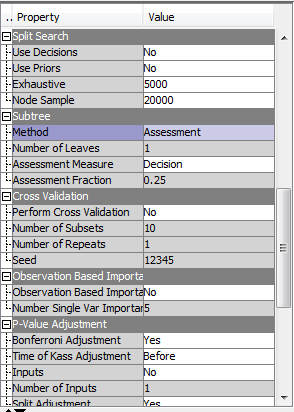 .. Property Value
Split Search
Use Decisions No
Use Priors No
Exhaustive 5000
Node Sample 20000
Subtree
Method Assessment
Number of Leaves 1
Assessment Measure Decision
Assessment Fraction 0.25
Cross Validation
Perform Cross Validation No
Number of Subsets 10
Number of Repeats 1
Seed 12345
Observation Based Importa
Observation Based Importa No
Number Single Var Importan 5
P-Value Adjustment
Bonferroni Adjustment Yes
Time of Kass Adjustment Before
Inputs No
Number of Inputs 1
Split Adjustment Yes